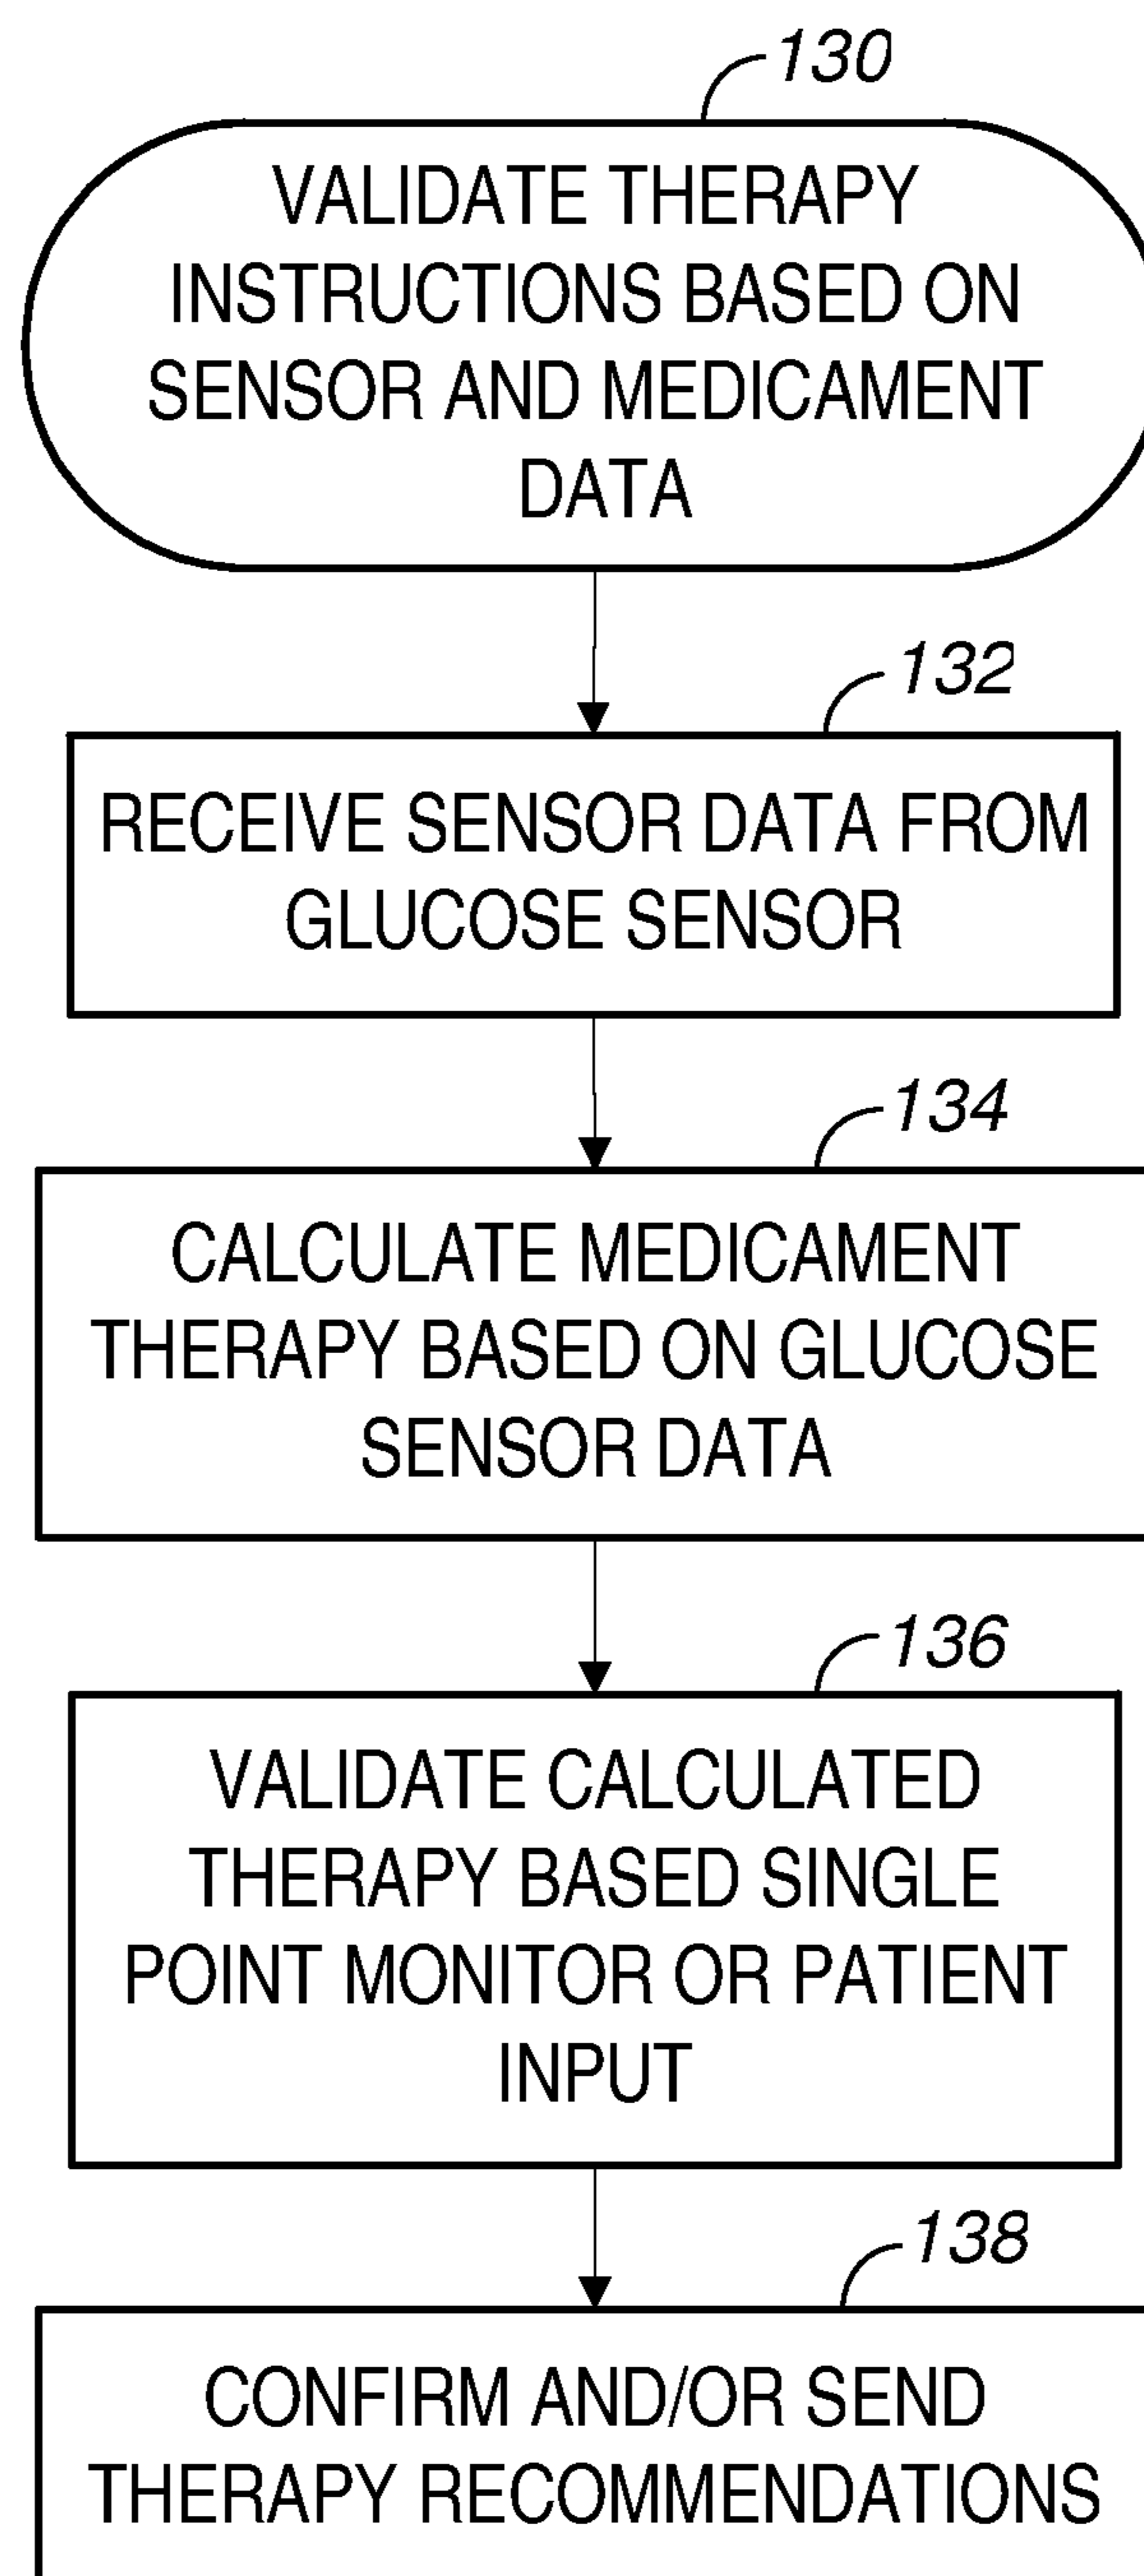 130
VALIDATE THERAPY
INSTRUCTIONS BASED ON
SENSOR AND MEDICAMENT
DATA
132
RECEIVE SENSOR DATA FROM
GLUCOSE SENSOR
134
CALCULATE MEDICAMENT
THERAPY BASED ON GLUCOSE
SENSOR DATA
136
VALIDATE CALCULATED
THERAPY BASED SINGLE
POINT MONITOR OR PATIENT
INPUT
138
CONFIRM AND/OR SEND
THERAPY RECOMMENDATIONS